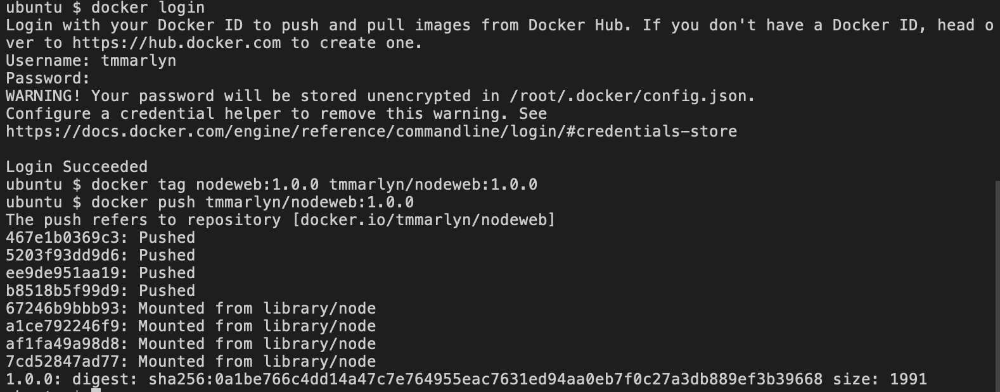 ubuntu $ docker login
Login with your Docker ID to push and pull images from Docker Hub. If you don't have a Docker ID, head o
ver to https://hub.docker.com to create one.
Username: tmmarlyn
Password:
WARNING! Your password will be stored unencrypted in /root/.docker/config.json.
Configure a credential helper to remove this warning. See
https://docs.docker.com/engine/reference/commandline/login/#credentials-store
Login Succeeded
ubuntu $ docker tag nodeweb:1.0.0 tmmarlyn/nodeweb:1.0.0
ubuntu $ docker push tmmarlyn/nodeweb:1.0.0
The push refers to repository [docker.io/tmmarlyn/nodeweb]
467e1b0369c3: Pushed
5203f93dd9d6: Pushed
ee9de951aa19: Pushed
b8518b5f99d9: Pushed
67246b9bbb93: Mounted from library/node
a1ce792246f9: Mounted from library/node
af1fa49a98d8: Mounted from library/node
7cd52847ad77: Mounted from library/node
1.0.0: digest: sha256:0a1be766c4dd14a47c7e764955eac7631ed94aa0eb7f0c27a3db889ef3b39668 size: 1991